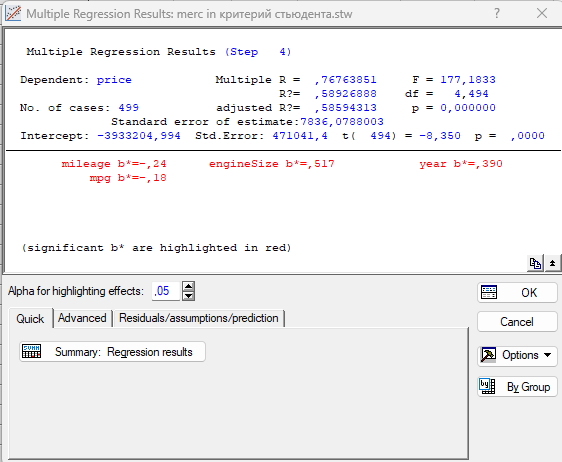 Multiple Regression Results: merc in критерий стьюдента.stw
Multiple Regression Results (Step 4)
Dependent: price Multiple R = ,76763851 F = 177,1833
R?= ,58926888 df = 4,494
No. of cases: 499 adjusted R?= ,58594313 p = 0,000000
Standard error of estimate:7836,0788003
Intercept: -3933204,994 Std.Error: 471041,4 t( 494) = -8,350 p = ,0000
mileage b*=-,24 engineSize b*=,517 year b*=,390
mpg b*=-,18
(significant b* are highlighted in red)
Alpha for highlighting effects: ,05
Quick Advanced Residuals/assumptions/prediction
Summary: Regression results
OK
Cancel
Options
By Group